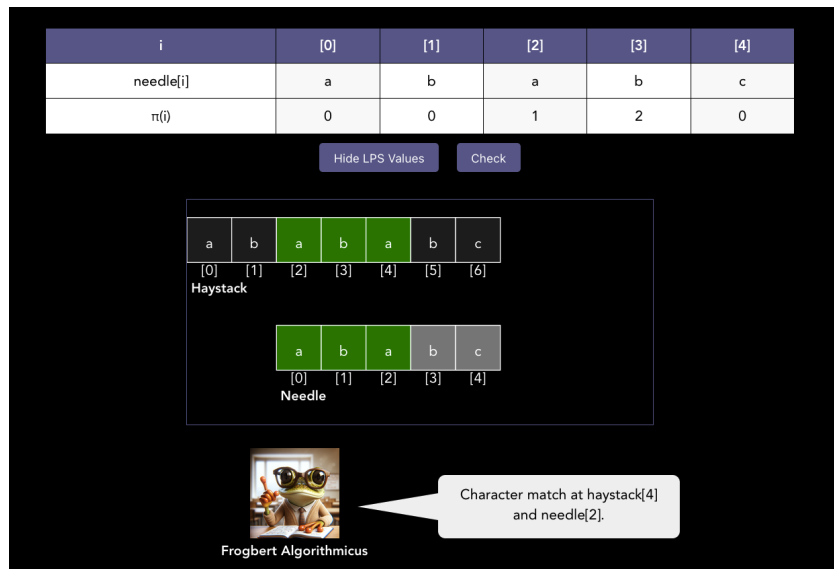 i [0] [1] [2] [3] [4]
needle[i] a b a b c
π(i) 0 0 1 2 0
Hide LPS Values Check
a b a b a b c
[0] [1] [2] [3] [4] [5] [6]
Haystack
a b a b c
[0] [1] [2] [3] [4]
Needle
Character match at haystack[4]
and needle[2].
Frogbert Algorithmicus